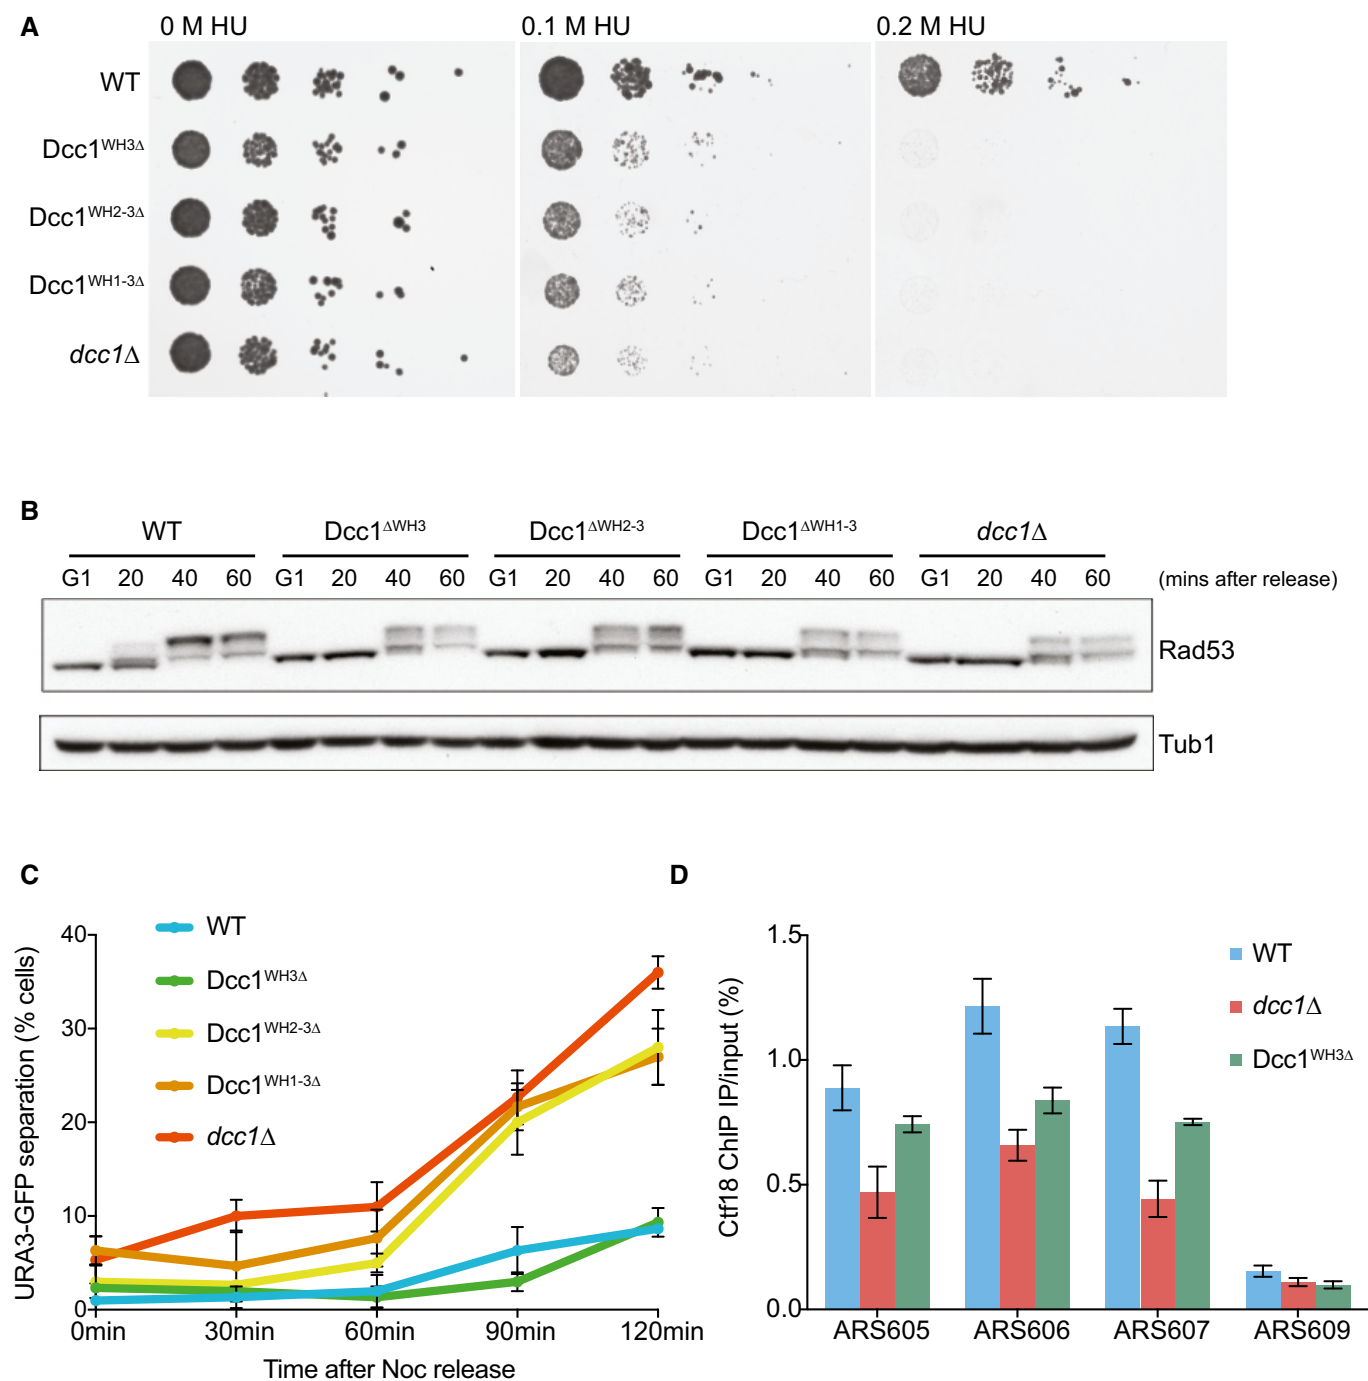 A
0 M HU 0.1 M HU 0.2 M HU
WT
Dcc1WH3Δ
Dcc1WH2-3Δ
Dcc1WH1-3Δ
dcc1Δ
B
WT Dcc1ΔWH3 Dcc1ΔWH2-3 Dcc1ΔWH1-3 dcc1Δ
G1 20 40 60 G1 20 40 60 G1 20 40 60 G1 20 40 60 G1 20 40 60 (mins after release)
Rad53
Tub1
C
URA3-GFP separation (% cells)
40
30
20
10
0
WT
Dcc1WH3Δ
Dcc1WH2-3Δ
Dcc1WH1-3Δ
dcc1Δ
0min 30min 60min 90min 120min
Time after Noc release
D
Ctf18 ChIP IP/input (%)
1.5
1.0
0.5
0.0
WT
dcc1Δ
Dcc1WH3Δ
ARS605 ARS606 ARS607 ARS609